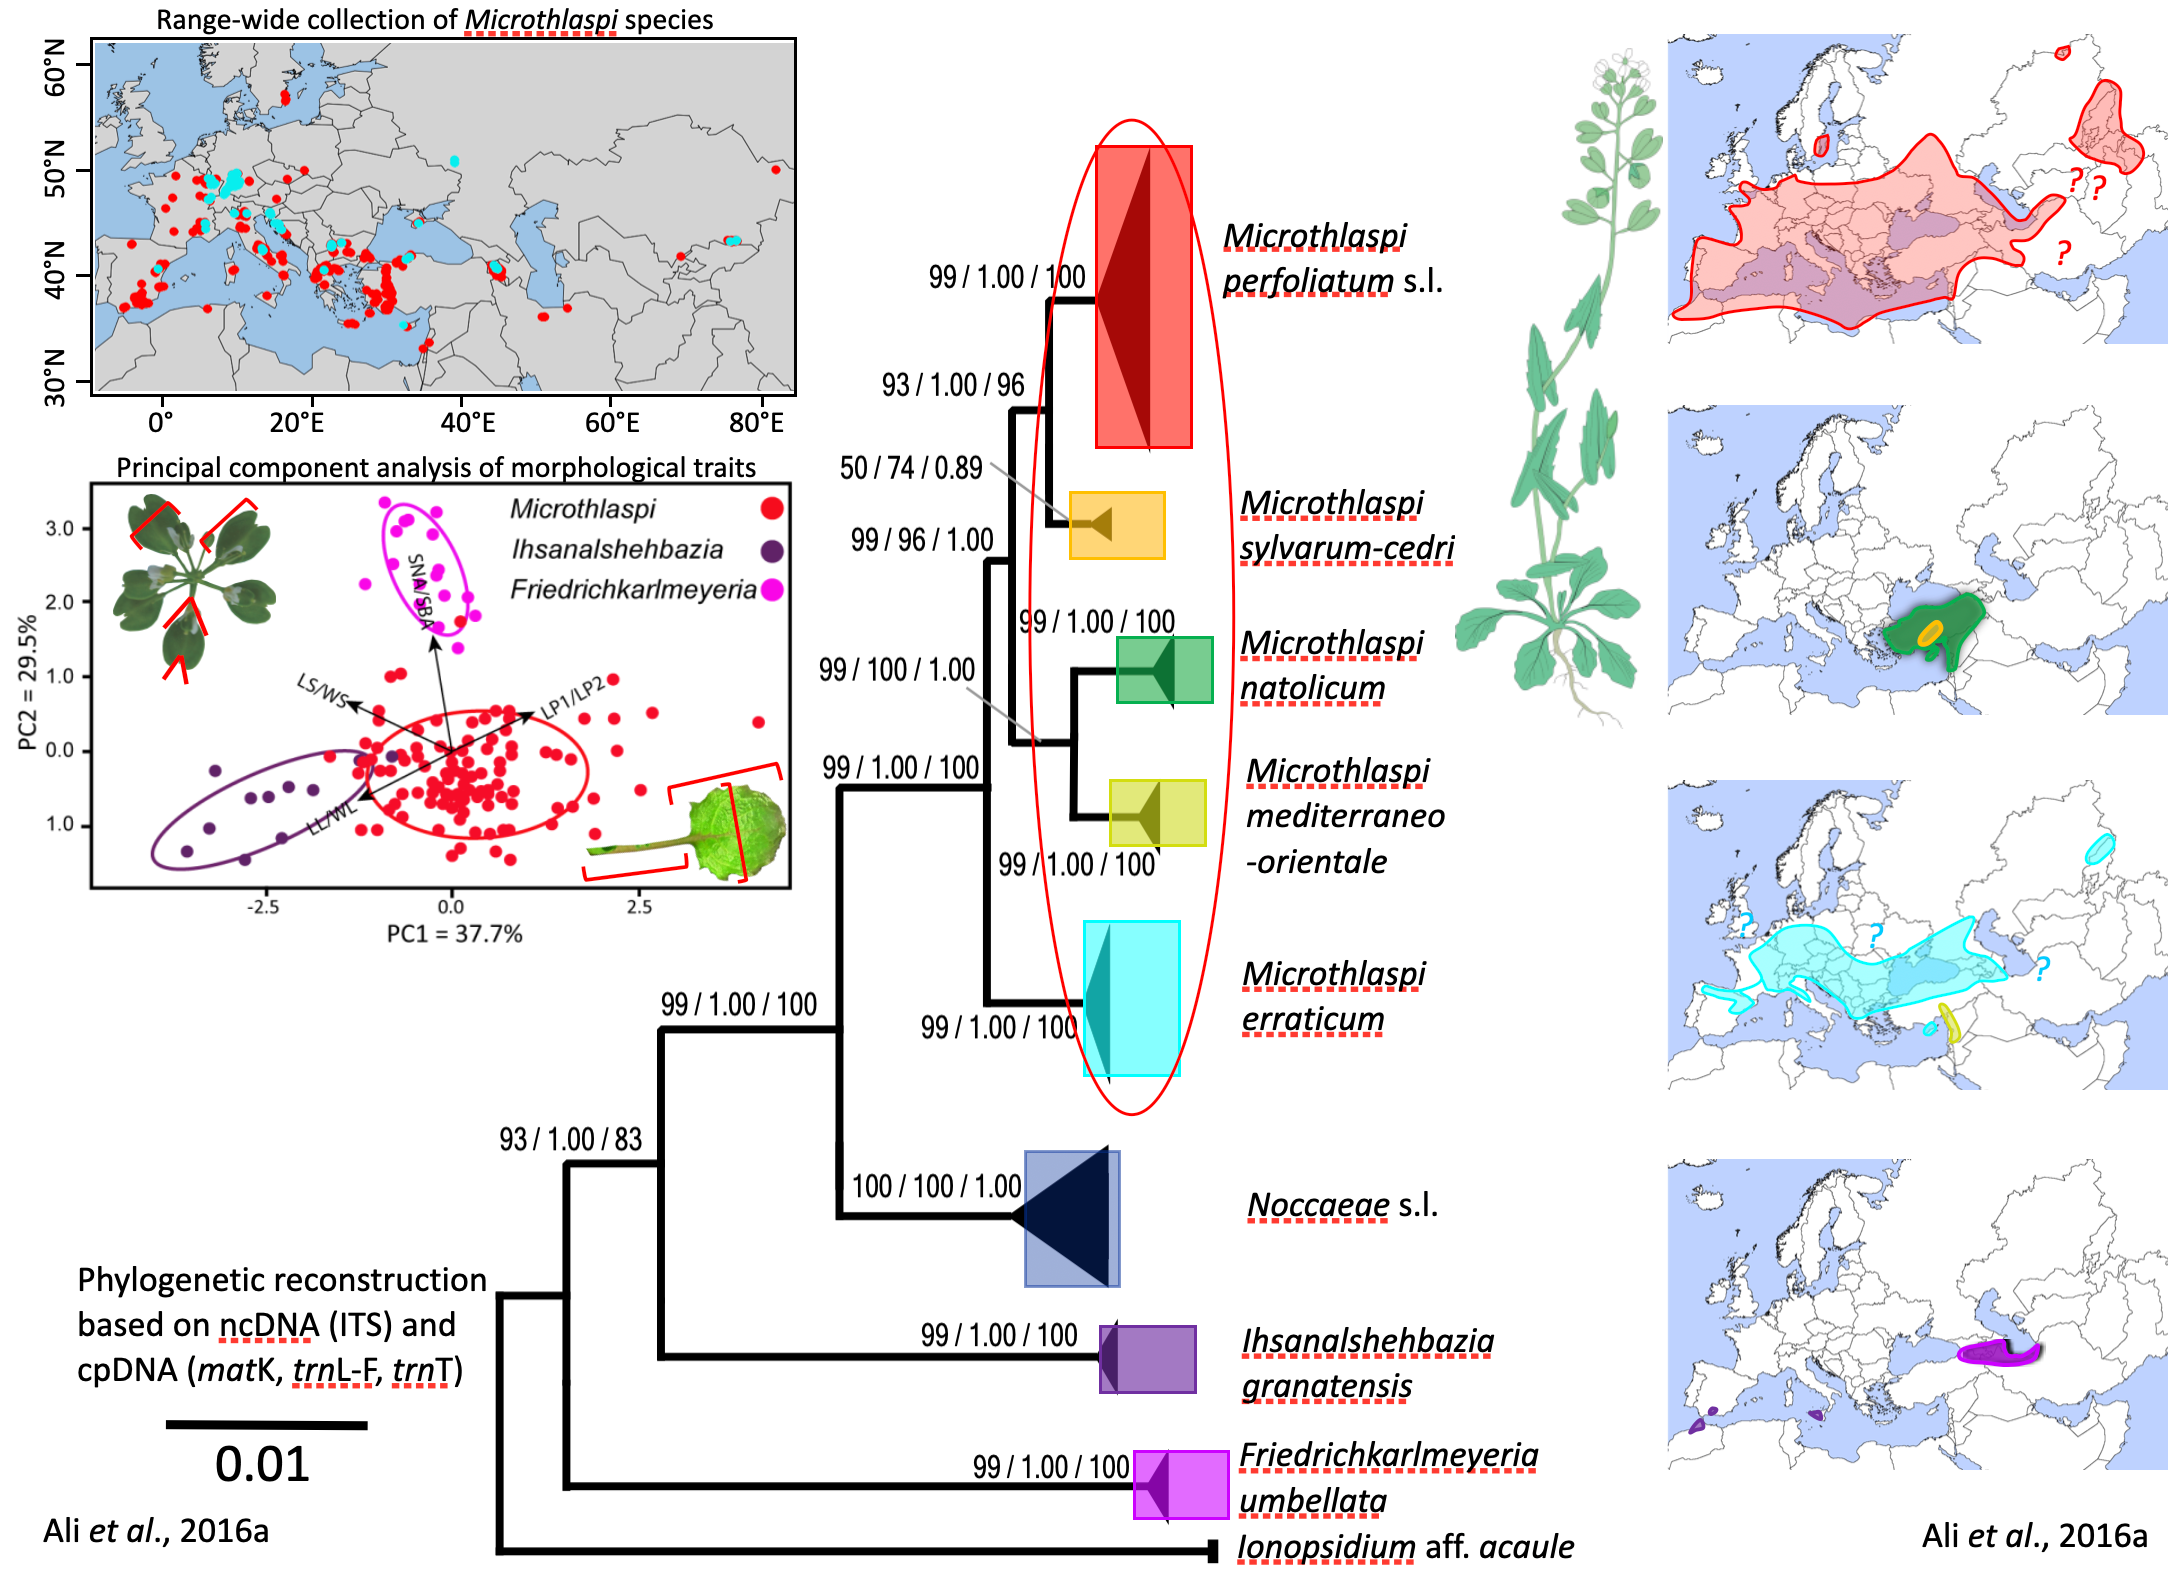 Range-wide collection of Microthlaspi species
60°N
50°N
40°N
30°N
0°
20°E
40°E
60°E
80°E
Principal component analysis of morphological traits
Microthlaspi
Ihsanalshehbazia
Friedrichkarlmeyeria
SNA/SBA
LS/WS
LP1/LP2
LL/WL
3.0
2.0
1.0
0.0
1.0
PC2 = 29.5%
-2.5
0.0
2.5
PC1 = 37.7%
99 / 1.00 / 100
93 / 1.00 / 96
50 / 74 / 0.89
99 / 96 / 1.00
99 / 1.00 / 100
99 / 100 / 1.00
99 / 1.00 / 100
99 / 1.00 / 100
99 / 1.00 / 100
99 / 1.00 / 100
93 / 1.00 / 83
100 / 100 / 1.00
99 / 1.00 / 100
99 / 1.00 / 100
Microthlaspi
perfoliatum s.l.
Microthlaspi
sylvarum-cedri
Microthlaspi
natolicum
Microthlaspi
mediterraneo
-orientale
Microthlaspi
erraticum
Noccaeae s.l.
Ihsanalshehbazia
granatensis
Friedrichkarlmeyeria
umbellata
Ionopsidium aff. acaule
? ?
?
?
?
?
Phylogenetic reconstruction
based on ncDNA (ITS) and
cpDNA (matK, trnL-F, trnT)
0.01
Ali et al., 2016a
Ali et al., 2016a